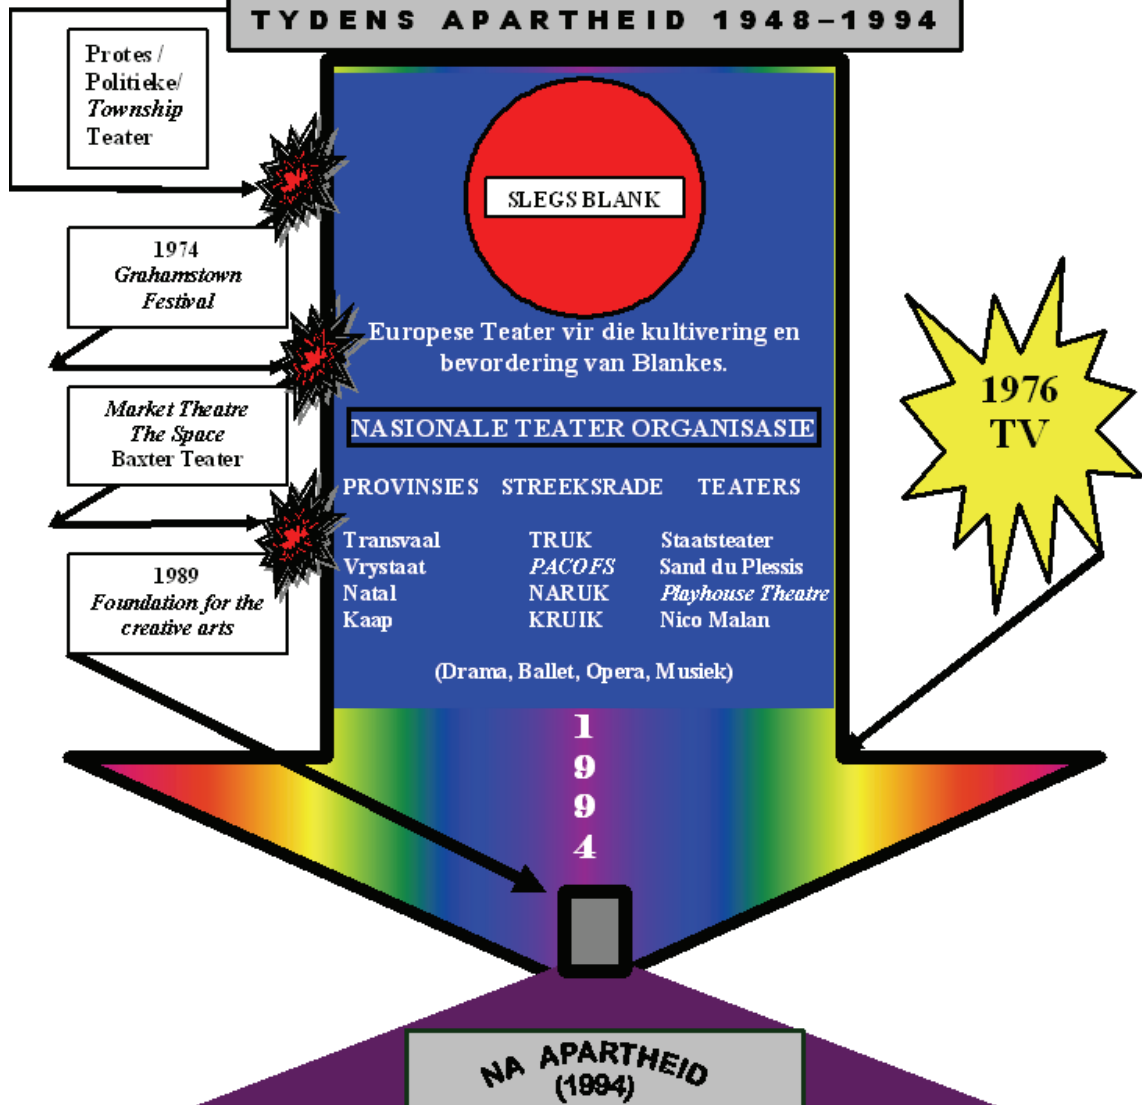 TYDENS APARTHEID 1948–1994
Protes /
Politieke/
Township
Teater
SLEGS BLANK
1974
Grahamstown
Festival
Europese Teater vir die kultivering en
bevordering van Blankes.
1976
TV
Market Theatre
The Space
Baxter Teater
NASIONALE TEATER ORGANISASIE
PROVINSIES STREEKSRADE TEATERS
Transvaal TRUK Staatsteater
Vrystaat PACOFS Sand du Plessis
Natal NARUK Playhouse Theatre
Kaap KRUIK Nico Malan
1989
Foundation for the
creative arts
(Drama, Ballet, Opera, Musiek)
1
9
9
4
NA APARTHEID
(1994)